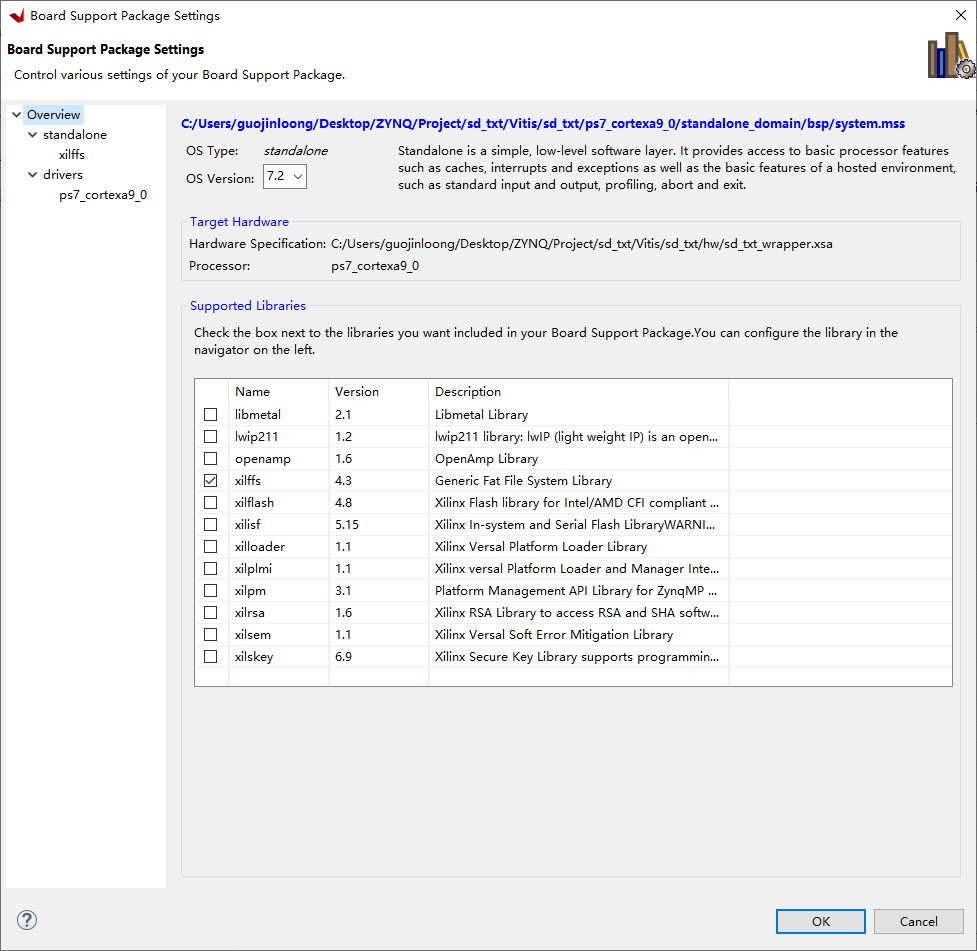 Board Support Package Settings
Board Support Package Settings
Control various settings of your Board Support Package.
Overview
standalone
xilffs
drivers
ps7_cortexa9_0
C:/Users/guojinloong/Desktop/ZYNQ/Project/sd_txt/Vitis/sd_txt/ps7_cortexa9_0/standalone_domain/bsp/system.mss
OS Type: standalone
OS Version: 7.2
Standalone is a simple, low-level software layer. It provides access to basic processor features
such as caches, interrupts and exceptions as well as the basic features of a hosted environment,
such as standard input and output, profiling, abort and exit.
Target Hardware
Hardware Specification: C:/Users/guojinloong/Desktop/ZYNQ/Project/sd_txt/Vitis/sd_txt/hw/sd_txt_wrapper.xsa
Processor: ps7_cortexa9_0
Supported Libraries
Check the box next to the libraries you want included in your Board Support Package.You can configure the library in the
navigator on the left.
Name Version Description
libmetal 2.1 Libmetal Library
lwip211 1.2 lwip211 library: lwIP (light weight IP) is an open...
openamp 1.6 OpenAmp Library
xilffs 4.3 Generic Fat File System Library
xilflash 4.8 Xilinx Flash library for Intel/AMD CFI compliant ...
xilisf 5.15 Xilinx In-system and Serial Flash LibraryWARNI...
xilloader 1.1 Xilinx Versal Platform Loader Library
xilplmi 1.1 Xilinx versal Platform Loader and Manager Inte...
xilpm 3.1 Platform Management API Library for ZynqMP ...
xilrsa 1.6 Xilinx RSA Library to access RSA and SHA softw...
xilsem 1.1 Xilinx Versal Soft Error Mitigation Library
xilskey 6.9 Xilinx Secure Key Library supports programmin...
?
OK
Cancel